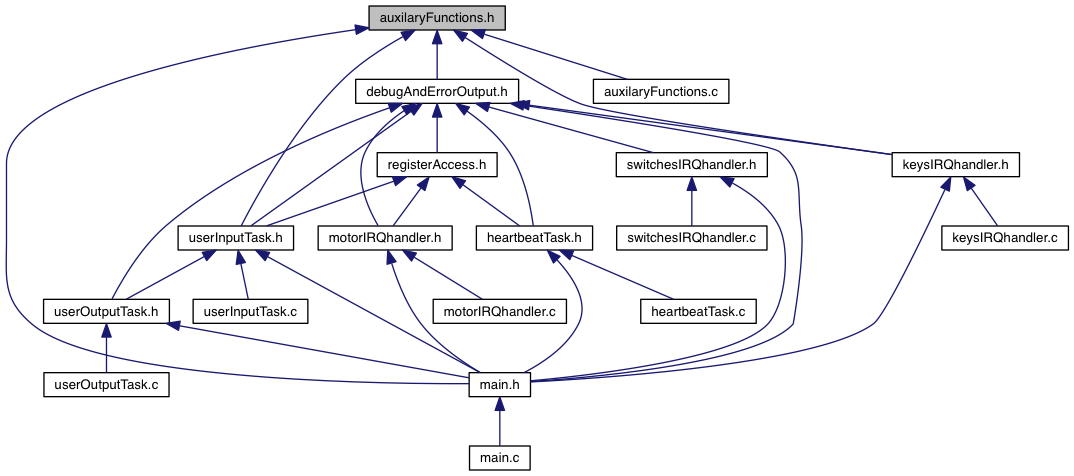 auxilaryFunctions.h
debugAndErrorOutput.h
auxilaryFunctions.c
registerAccess.h
switchesIRQhandler.h
keysIRQhandler.h
userInputTask.h
motorIRQhandler.h
heartbeatTask.h
switchesIRQhandler.c
keysIRQhandler.c
userOutputTask.h
userInputTask.c
motorIRQhandler.c
heartbeatTask.c
userOutputTask.c
main.h
main.c